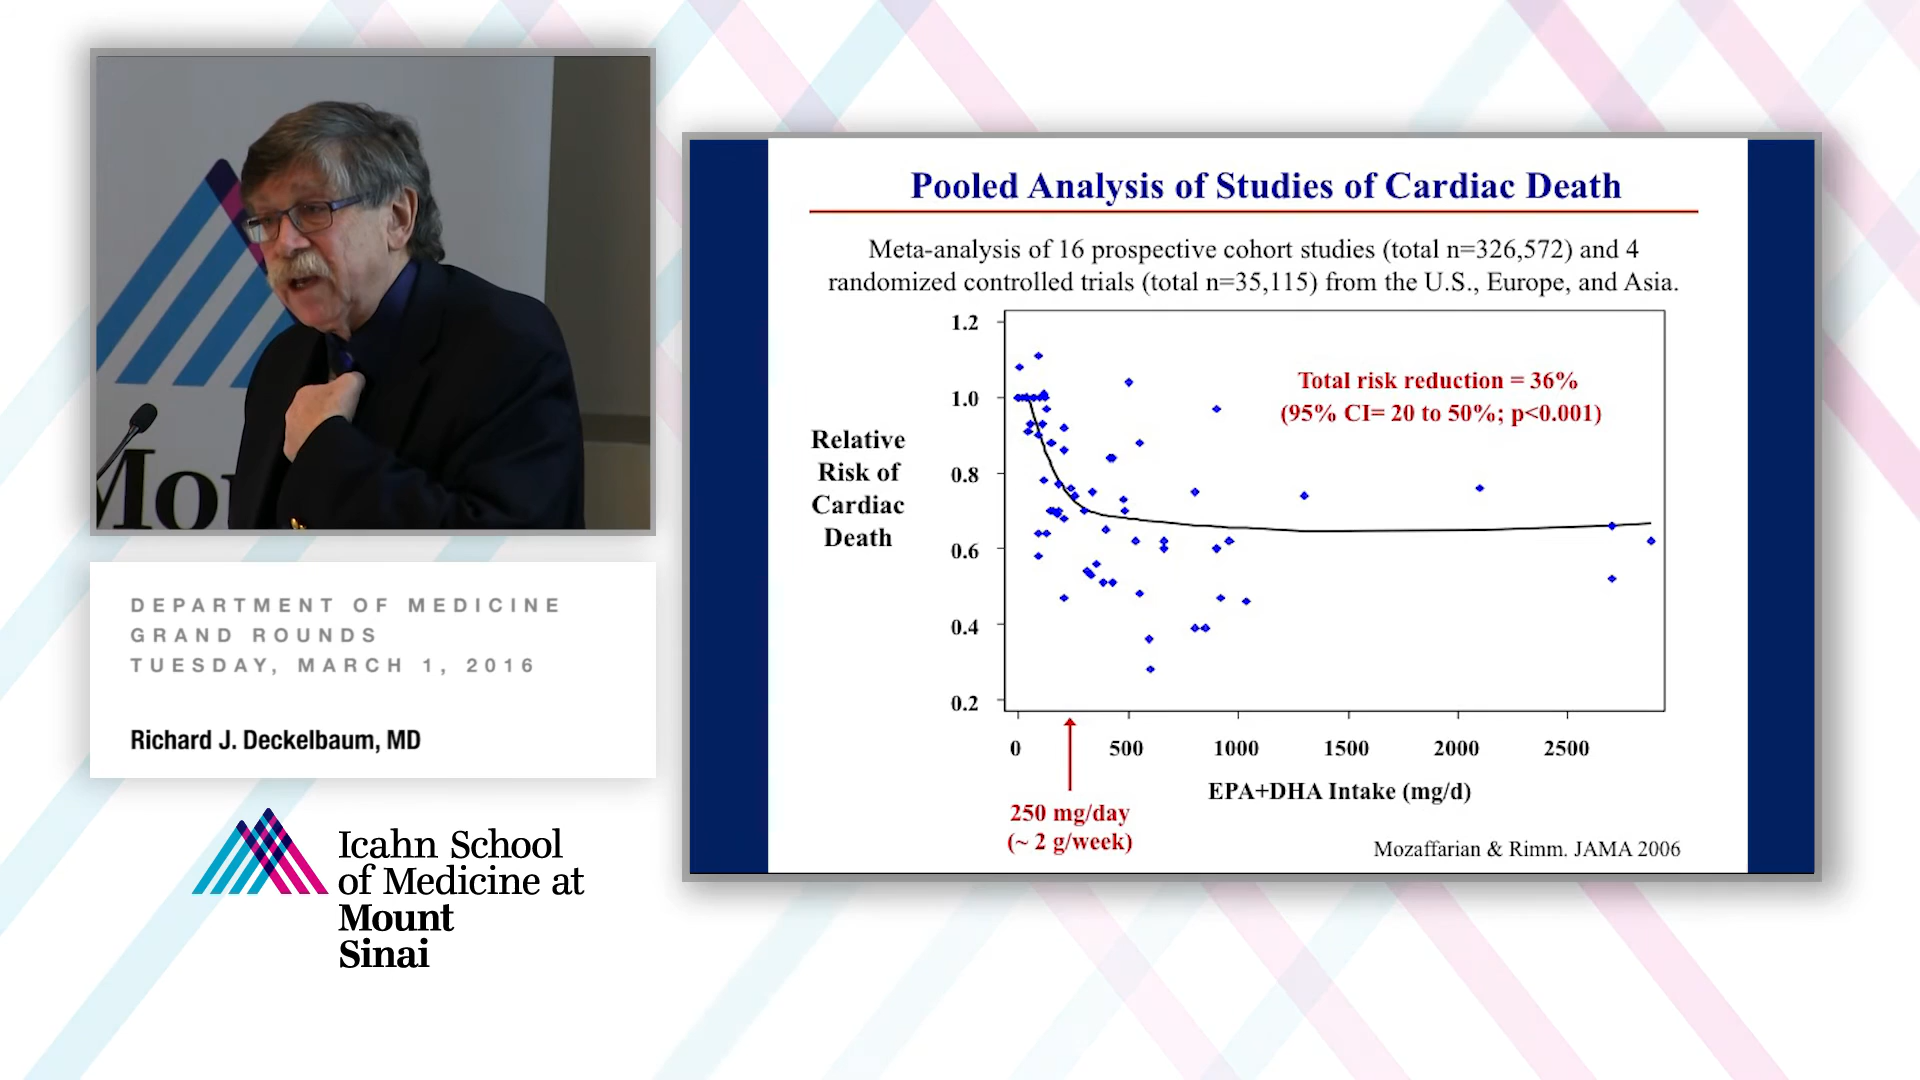 Mou
DEPARTMENT OF MEDICINE
GRAND ROUNDS
TUESDAY, MARCH 1, 2016
Richard J. Deckelbaum, MD
Icahn School
of Medicine at
Mount
Sinai
Pooled Analysis of Studies of Cardiac Death
Meta-analysis of 16 prospective cohort studies (total n=326,572) and 4
randomized controlled trials (total n=35,115) from the U.S., Europe, and Asia.
Relative
Risk of
Cardiac
Death
1.2
1.0
0.8
0.6
0.4
0.2
Total risk reduction = 36%
(95% CI= 20 to 50%; p<0.001)
0 500 1000 1500 2000 2500
EPA+DHA Intake (mg/d)
250 mg/day
(~ 2 g/week)
Mozaffarian & Rimm. JAMA 2006